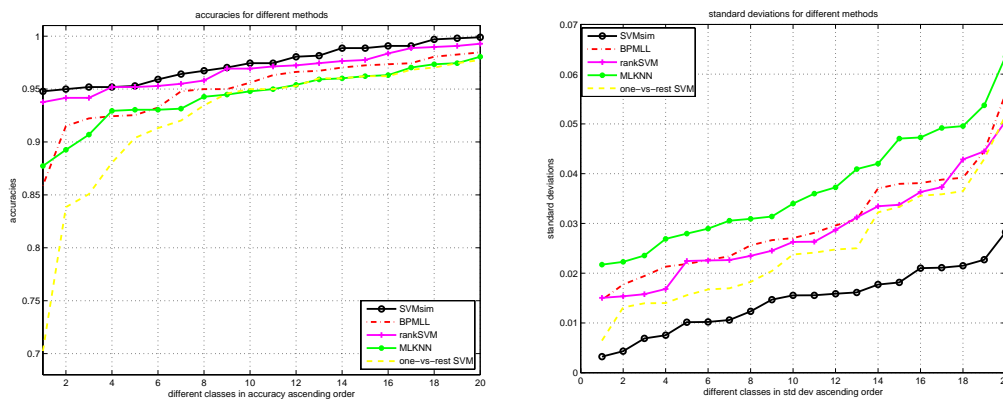 accuracies for different methods
accuracies
1
0.95
0.9
0.85
0.8
0.75
0.7
SVMsim
BPMLL
rankSVM
MLKNN
one−vs−rest SVM
2 4 6 8 10 12 14 16 18 20
different classes in accuracy ascending order
standard deviations for different methods
standard deviations
0.07
0.06
0.05
0.04
0.03
0.02
0.01
0
SVMsim
BPMLL
rankSVM
MLKNN
one−vs−rest SVM
0 2 4 6 8 10 12 14 16 18
different classes in std dev ascending order